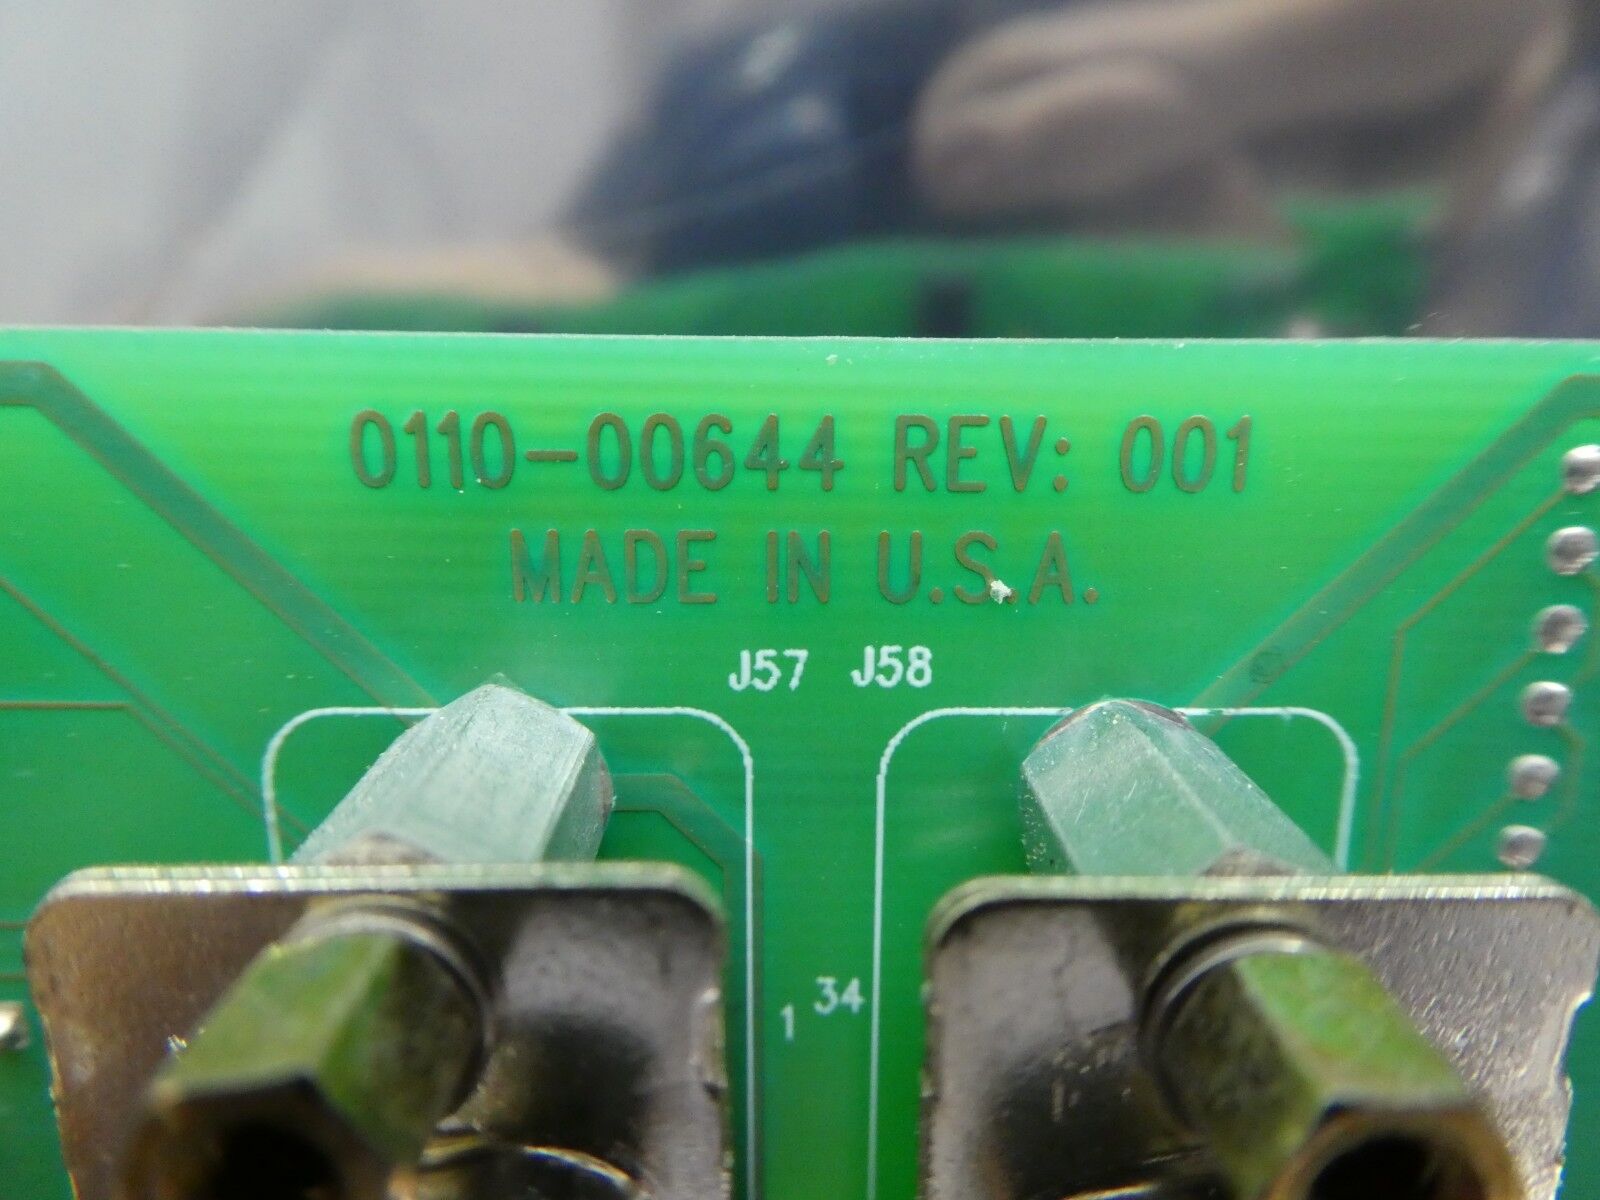 0110-00644 REV: 001
MADE IN U.S.A.
J57 J58
1 34